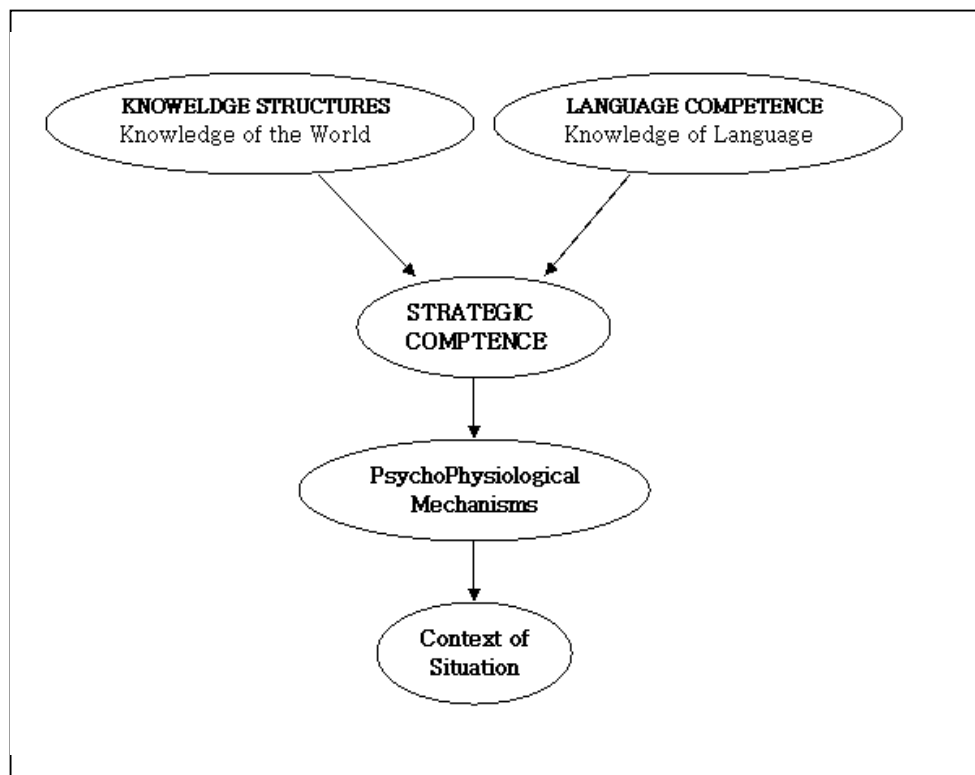 KNOWELDGE STRUCTURES
Knowledge of the World
LANGUAGE COMPETENCE
Knowledge of Language
STRATEGIC
COMPTENCE
PsychoPhysiological
Mechanisms
Context of
Situation